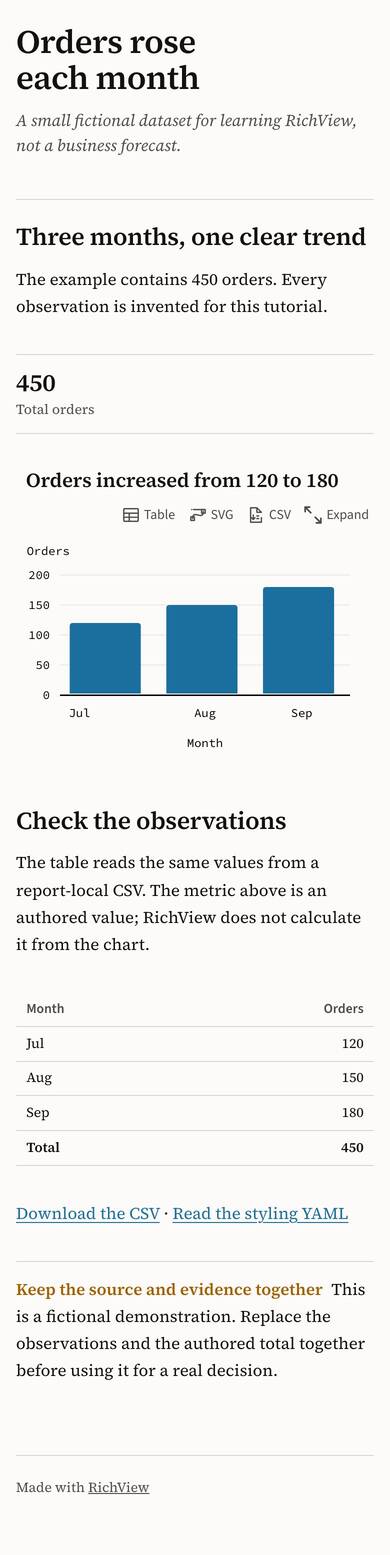 Orders rose
each month
A small fictional dataset for learning RichView,
not a business forecast.
Three months, one clear trend
The example contains 450 orders. Every
observation is invented for this tutorial.
450
Total orders
Orders increased from 120 to 180
Table SVG CSV Expand
Orders
200
150
100
50
0
Jul Aug Sep
Month
Check the observations
The table reads the same values from a
report-local CSV. The metric above is an
authored value; RichView does not calculate
it from the chart.
Month Orders
Jul 120
Aug 150
Sep 180
Total 450
Download the CSV · Read the styling YAML
Keep the source and evidence together This
is a fictional demonstration. Replace the
observations and the authored total together
before using it for a real decision.
Made with RichView